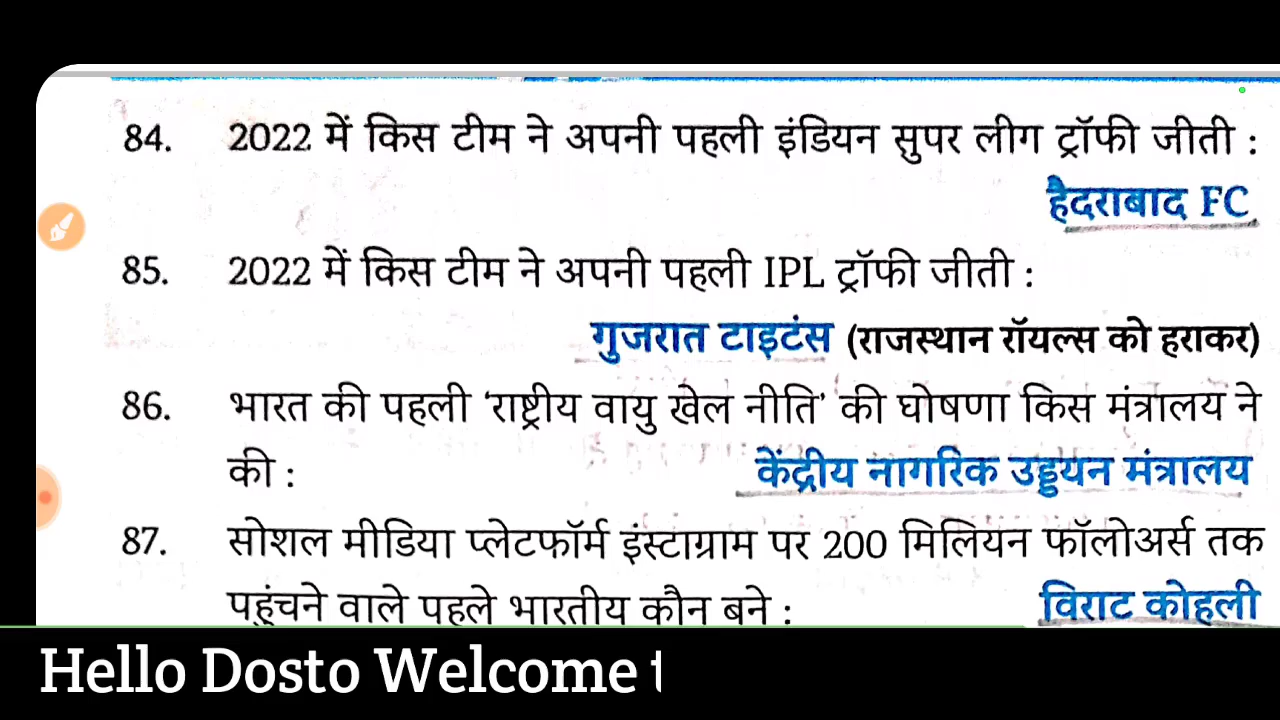 84. 2022 में किस टीम ने अपनी पहली इंडियन सुपर लीग ट्रॉफी जीती :
हैदराबाद FC
85. 2022 में किस टीम ने अपनी पहली IPL ट्रॉफी जीती :
गुजरात टाइटंस (राजस्थान रॉयल्स को हराकर)
86. भारत की पहली ‘राष्ट्रीय वायु खेल नीति’ की घोषणा किस मंत्रालय ने
की : केंद्रीय नागरिक उड्डयन मंत्रालय
87. सोशल मीडिया प्लेटफॉर्म इंस्टाग्राम पर 200 मिलियन फॉलोअर्स तक
पहुंचने वाले पहले भारतीय कौन बने : विराट कोहली
Hello Dosto Welcome